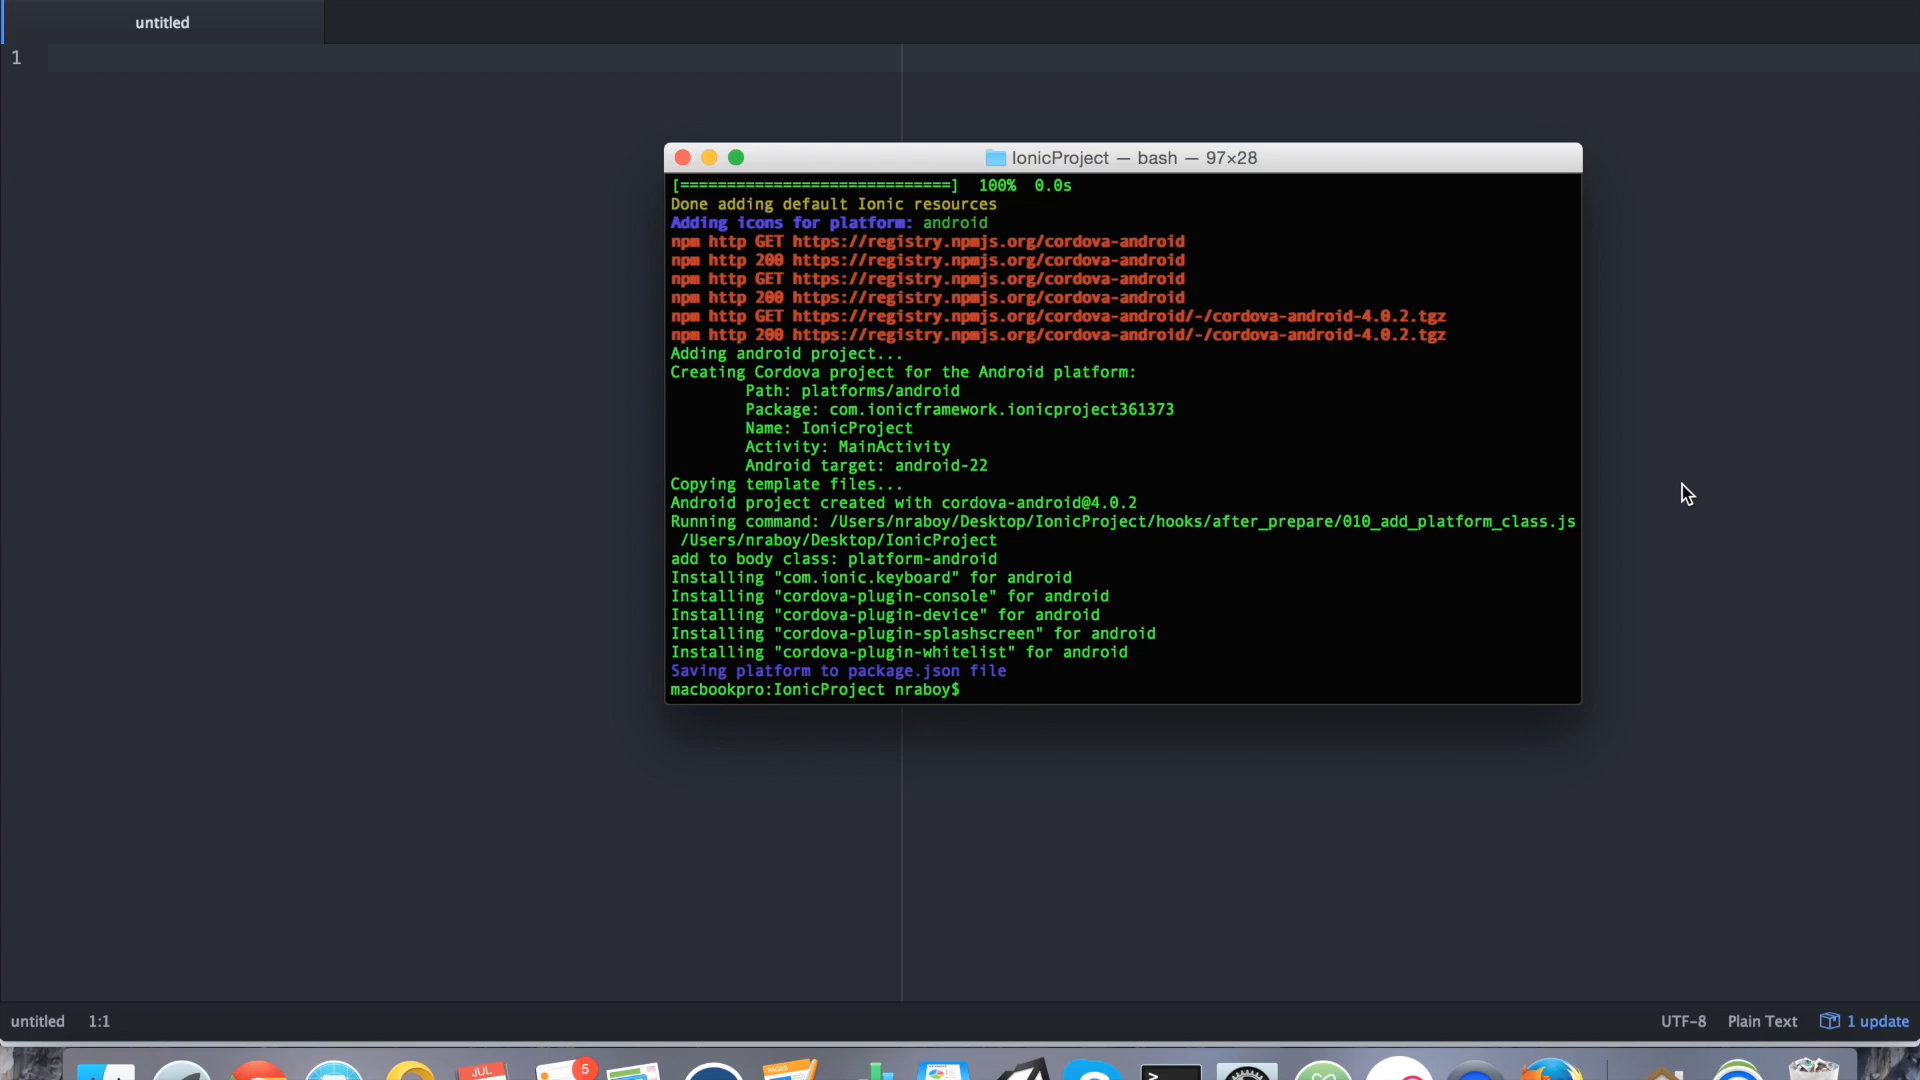 untitled
1
IonicProject — bash — 97×28
[=============================]  100%  0.0s
Done adding default Ionic resources
Adding icons for platform: android
npm http GET https://registry.npmjs.org/cordova-android
npm http 200 https://registry.npmjs.org/cordova-android
npm http GET https://registry.npmjs.org/cordova-android
npm http 200 https://registry.npmjs.org/cordova-android
npm http GET https://registry.npmjs.org/cordova-android/-/cordova-android-4.0.2.tgz
npm http 200 https://registry.npmjs.org/cordova-android/-/cordova-android-4.0.2.tgz
Adding android project...
Creating Cordova project for the Android platform:
Path: platforms/android
Package: com.ionicframework.ionicproject361373
Name: IonicProject
Activity: MainActivity
Android target: android-22
Copying template files...
Android project created with cordova-android@4.0.2
Running command: /Users/nraboy/Desktop/IonicProject/hooks/after_prepare/010_add_platform_class.js
/Users/nraboy/Desktop/IonicProject
add to body class: platform-android
Installing "com.ionic.keyboard" for android
Installing "cordova-plugin-console" for android
Installing "cordova-plugin-device" for android
Installing "cordova-plugin-splashscreen" for android
Installing "cordova-plugin-whitelist" for android
Saving platform to package.json file
macbookpro:IonicProject nraboy$
untitled 1:1 UTF-8 Plain Text 1 update
JUL 5 PAGES